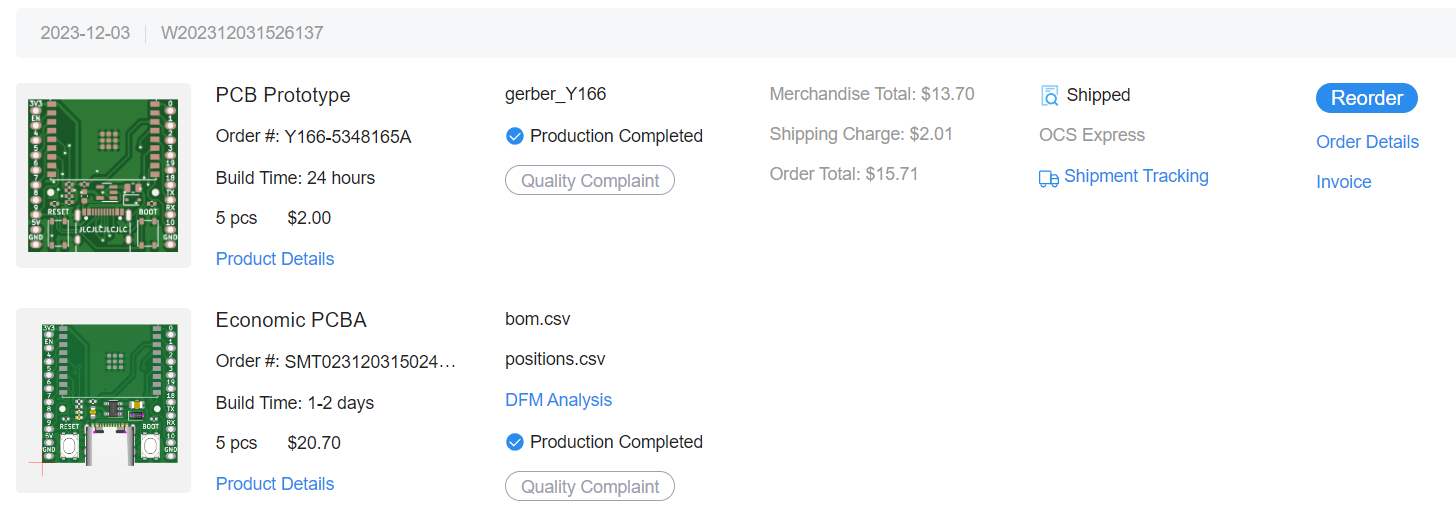 2023-12-03 W202312031526137
PCB Prototype
Order #: Y166-5348165A
Build Time: 24 hours
5 pcs $2.00
Product Details
gerber_Y166
Production Completed
Quality Complaint
Merchandise Total: $13.70
Shipping Charge: $2.01
Order Total: $15.71
Shipped
OCS Express
Shipment Tracking
Reorder
Order Details
Invoice
3V3
EN
4
5
6
7
8
9
5V
GND
0
1
2
3
19
18
TX
RX
10
GND
RESET
BOOT
JLCJLCJLCJLC
Economic PCBA
Order #: SMT023120315024…
Build Time: 1-2 days
5 pcs $20.70
Product Details
bom.csv
positions.csv
DFM Analysis
Production Completed
Quality Complaint
3V3
EN
4
5
6
7
8
9
5V
GND
0
1
2
3
19
18
TX
RX
10
GND
RESET
BOOT